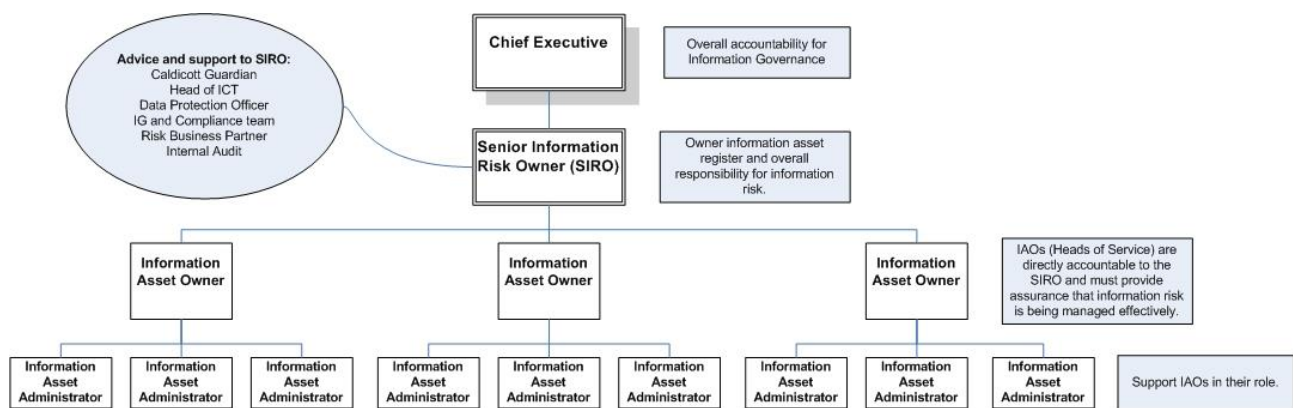 Advice and support to SIRO:
Caldicott Guardian
Head of ICT
Data Protection Officer
IG and Compliance team
Risk Business Partner
Internal Audit
Chief Executive
Overall accountability for
Information Governance
Senior Information
Risk Owner (SIRO)
Owner information asset
register and overall
responsibility for information
risk.
Information
Asset Owner
Information
Asset Owner
Information
Asset Owner
IAOs (Heads of Service) are
directly accountable to the
SIRO and must provide
assurance that information risk
is being managed effectively.
Information
Asset
Administrator
Information
Asset
Administrator
Information
Asset
Administrator
Information
Asset
Administrator
Information
Asset
Administrator
Information
Asset
Administrator
Information
Asset
Administrator
Information
Asset
Administrator
Information
Asset
Administrator
Support IAOs in their role.